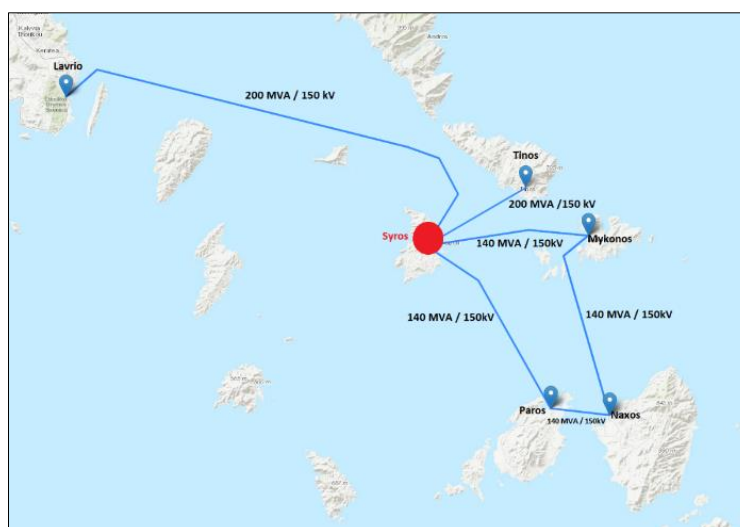 Lavrio
200 MVA / 150 kV
Andros
Tinos
200 MVA /150 kV
Syros
140 MVA / 150kV
Mykonos
140 MVA / 150kV
140 MVA / 150kV
Paros
Naxos
140 MVA / 150kV